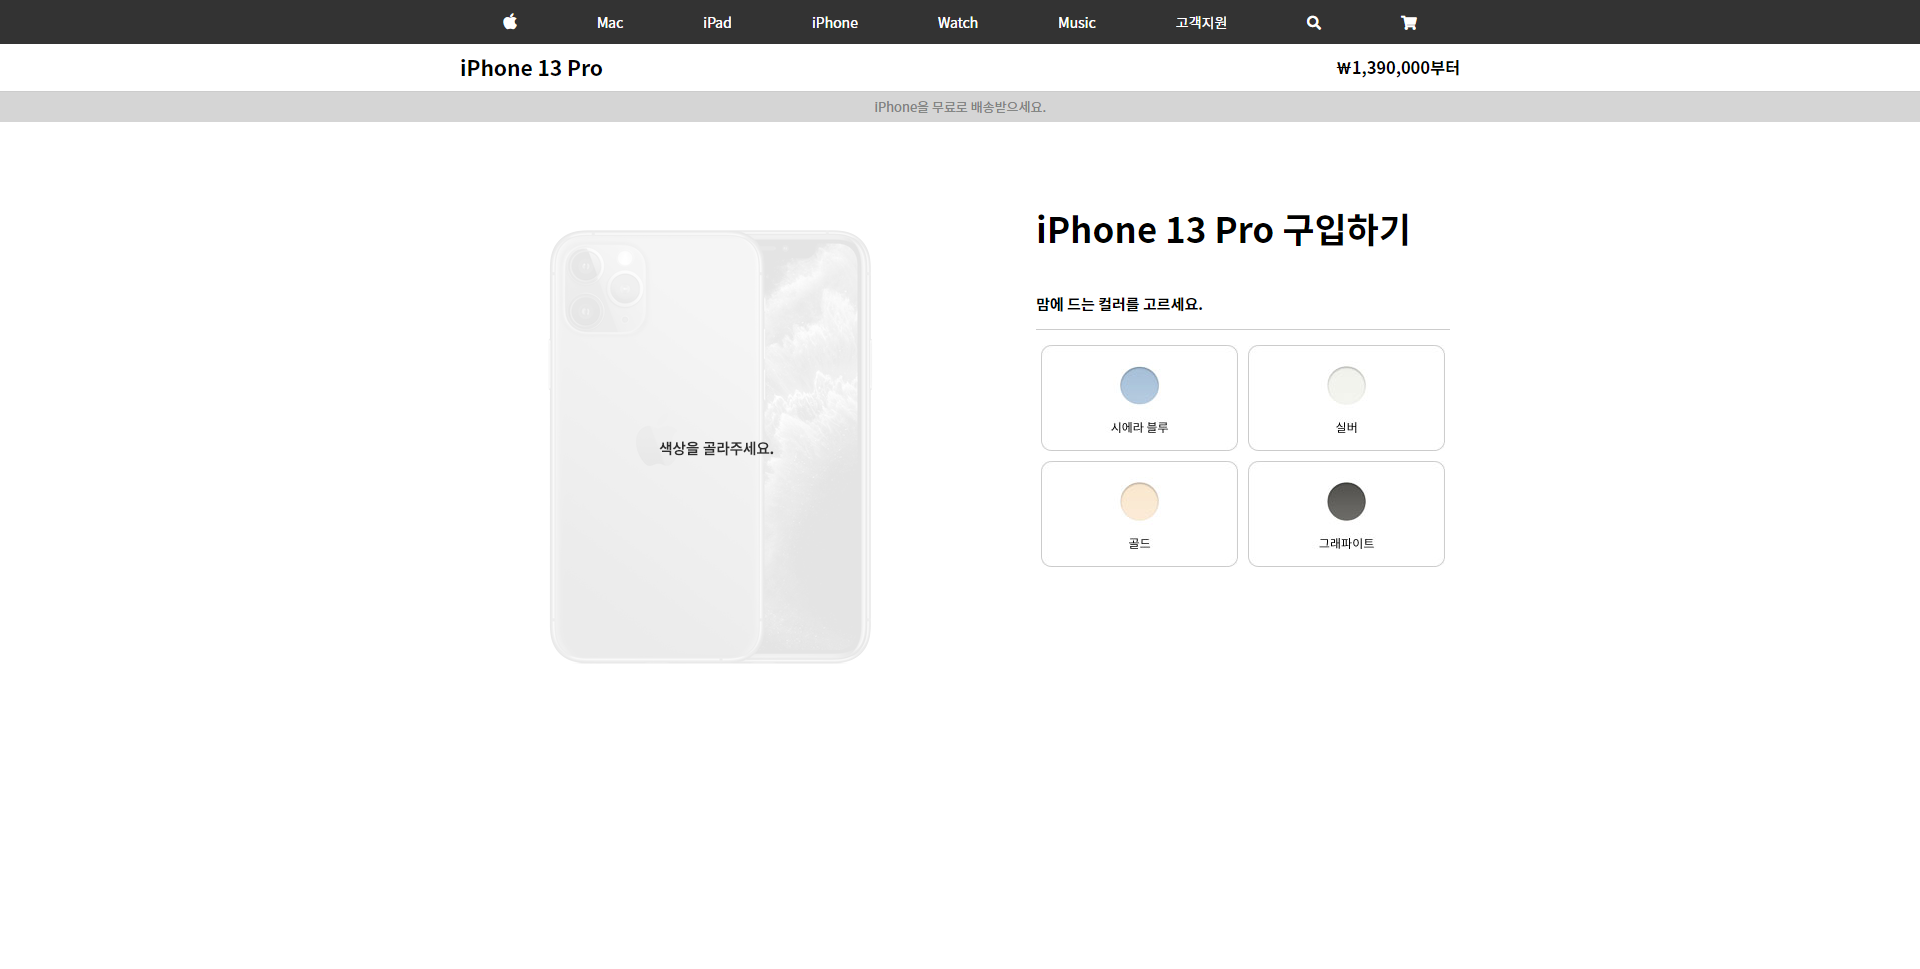 Mac iPad iPhone Watch Music 고객지원
iPhone 13 Pro
₩1,390,000부터
iPhone을 무료로 배송받으세요.
iPhone 13 Pro 구입하기
맘에 드는 컬러를 고르세요.
시에라 블루
실버
골드
그래파이트
색상을 골라주세요.